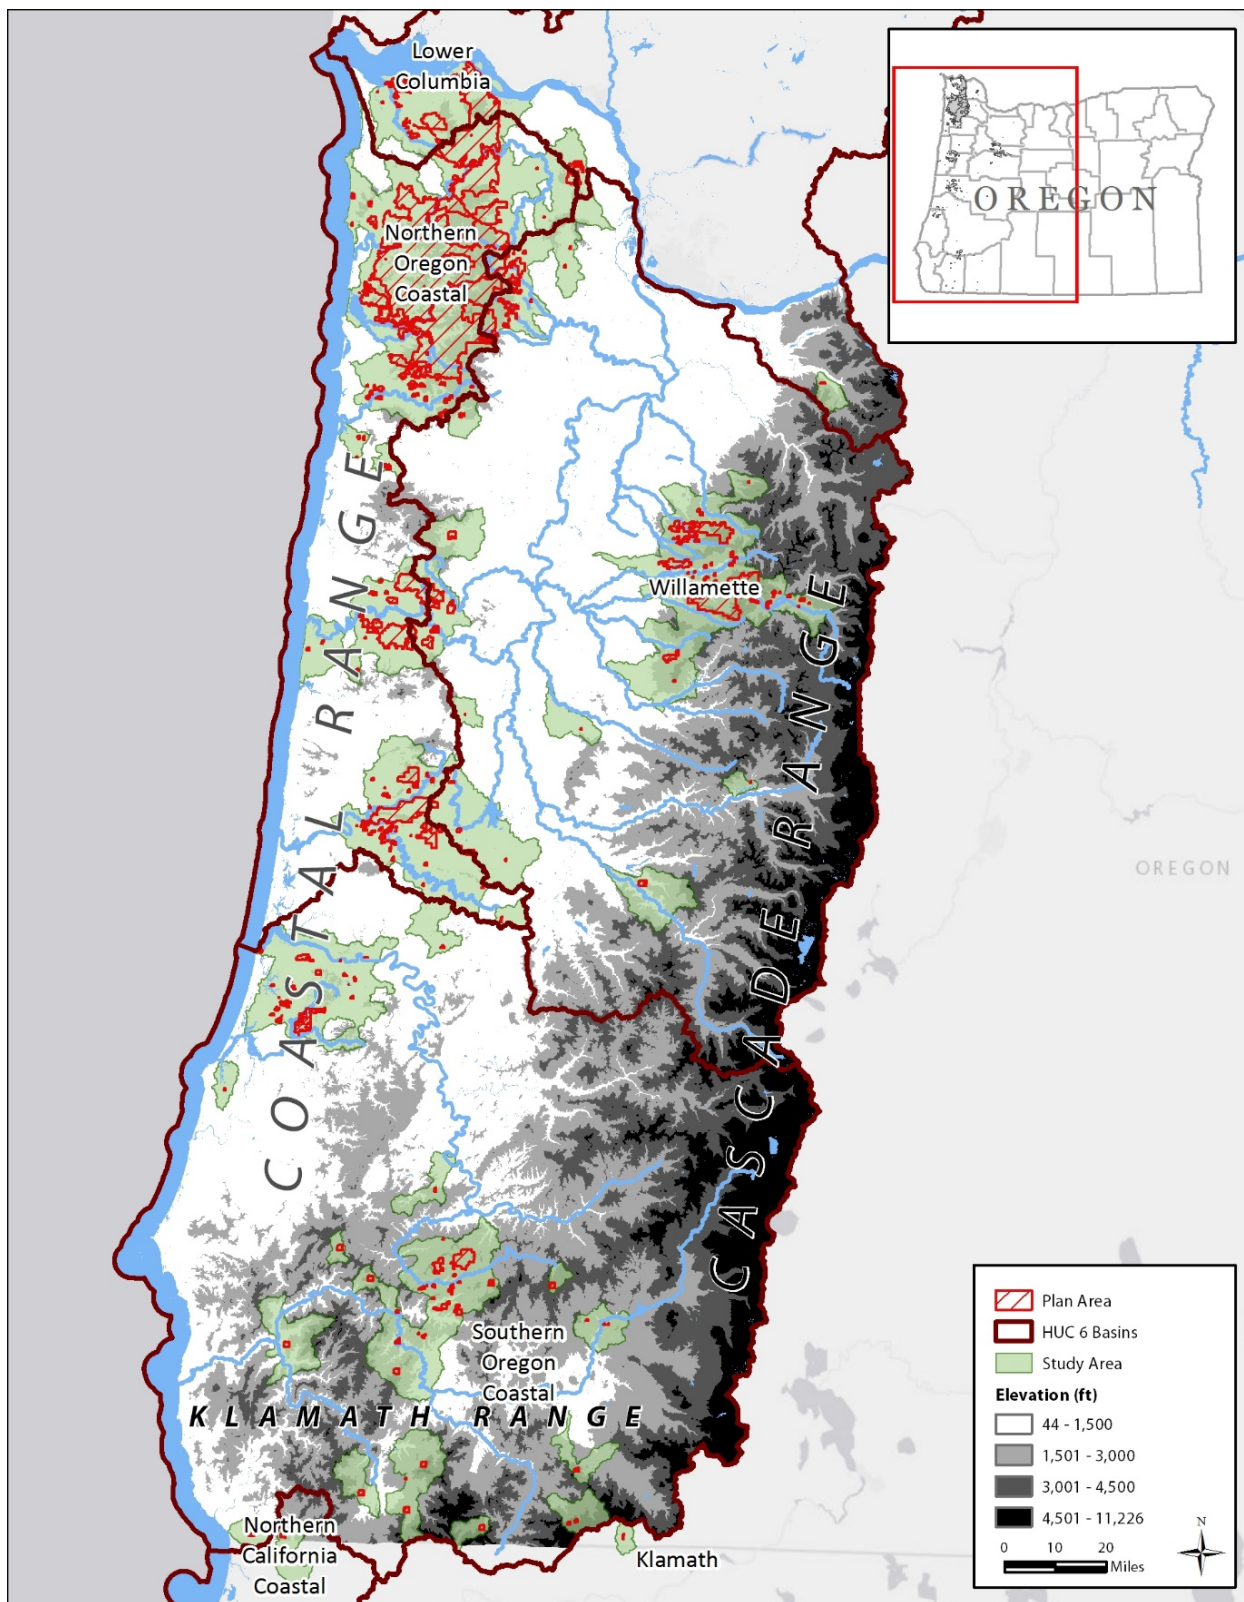 Lower
Columbia
OREGON
Northern
Oregon
Coastal
COASTAL RANGE
Willamette
CASCADE RANGE
OREGON
Southern
Oregon
Coastal
KLAMATH RANGE
Northern
California
Coastal
Klamath
Plan Area
HUC 6 Basins
Study Area
Elevation (ft)
44 - 1,500
1,501 - 3,000
3,001 - 4,500
4,501 - 11,226
N
0 10 20
Miles